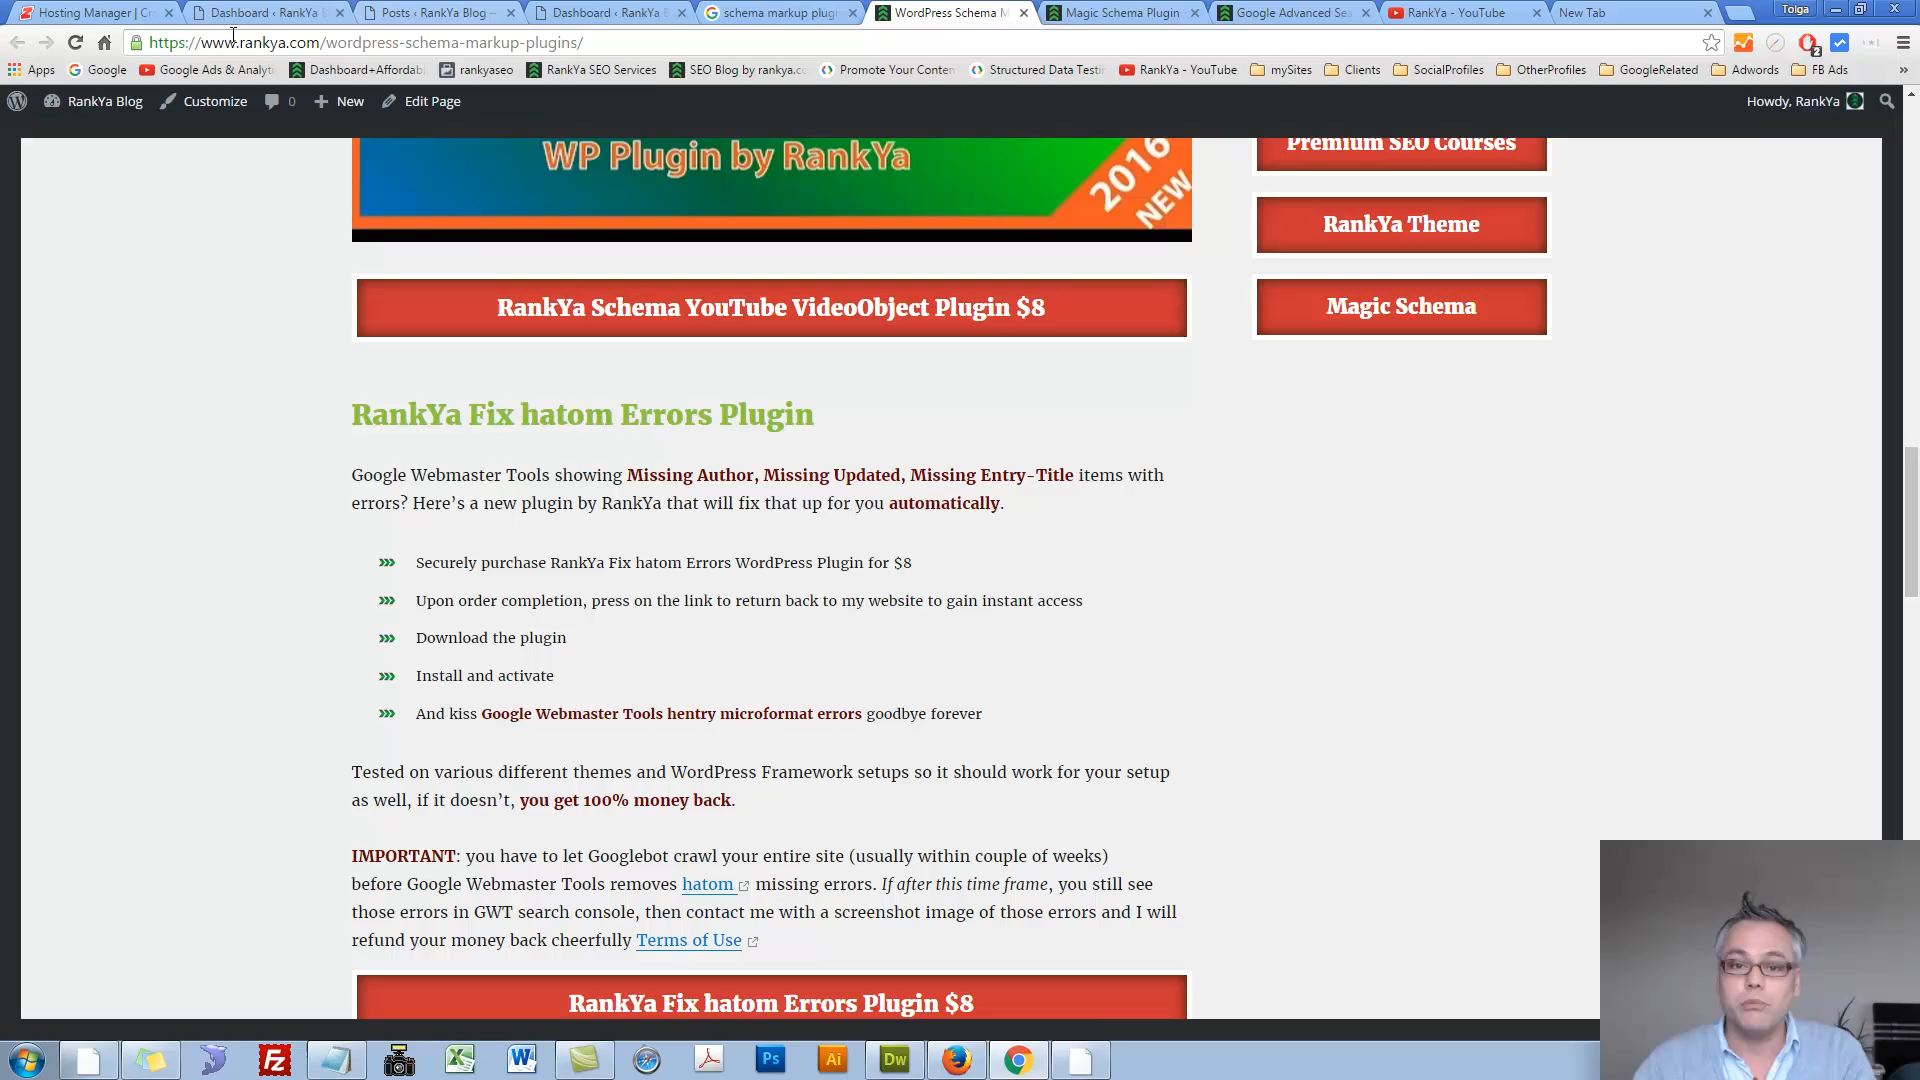 Hosting Manager | Cr
Dashboard ‹ RankYa B
Posts ‹ RankYa Blog —
Dashboard ‹ RankYa B
schema markup plugi
WordPress Schema M
Magic Schema Plugin
Google Advanced Sea
RankYa - YouTube
New Tab
Tolga
https://www.rankya.com/wordpress-schema-markup-plugins/
Apps
Google
Google Ads & Analyti
Dashboard+Affordabl
rankyaseo
RankYa SEO Services
SEO Blog by rankya.co
Promote Your Conten
Structured Data Testi
RankYa - YouTube
mySites
Clients
SocialProfiles
OtherProfiles
GoogleRelated
Adwords
FB Ads
RankYa Blog
Customize
0
New
Edit Page
Howdy, RankYa
WP Plugin by RankYa
2016
NEW
Premium SEO Courses
RankYa Theme
Magic Schema
RankYa Schema YouTube VideoObject Plugin $8
RankYa Fix hatom Errors Plugin
Google Webmaster Tools showing Missing Author, Missing Updated, Missing Entry-Title items with
errors? Here's a new plugin by RankYa that will fix that up for you automatically.
Securely purchase RankYa Fix hatom Errors WordPress Plugin for $8
Upon order completion, press on the link to return back to my website to gain instant access
Download the plugin
Install and activate
And kiss Google Webmaster Tools hentry microformat errors goodbye forever
Tested on various different themes and WordPress Framework setups so it should work for your setup
as well, if it doesn't, you get 100% money back.
IMPORTANT: you have to let Googlebot crawl your entire site (usually within couple of weeks)
before Google Webmaster Tools removes hatom missing errors. If after this time frame, you still see
those errors in GWT search console, then contact me with a screenshot image of those errors and I will
refund your money back cheerfully Terms of Use
RankYa Fix hatom Errors Plugin $8
Fz
Ps
Ai
Dw